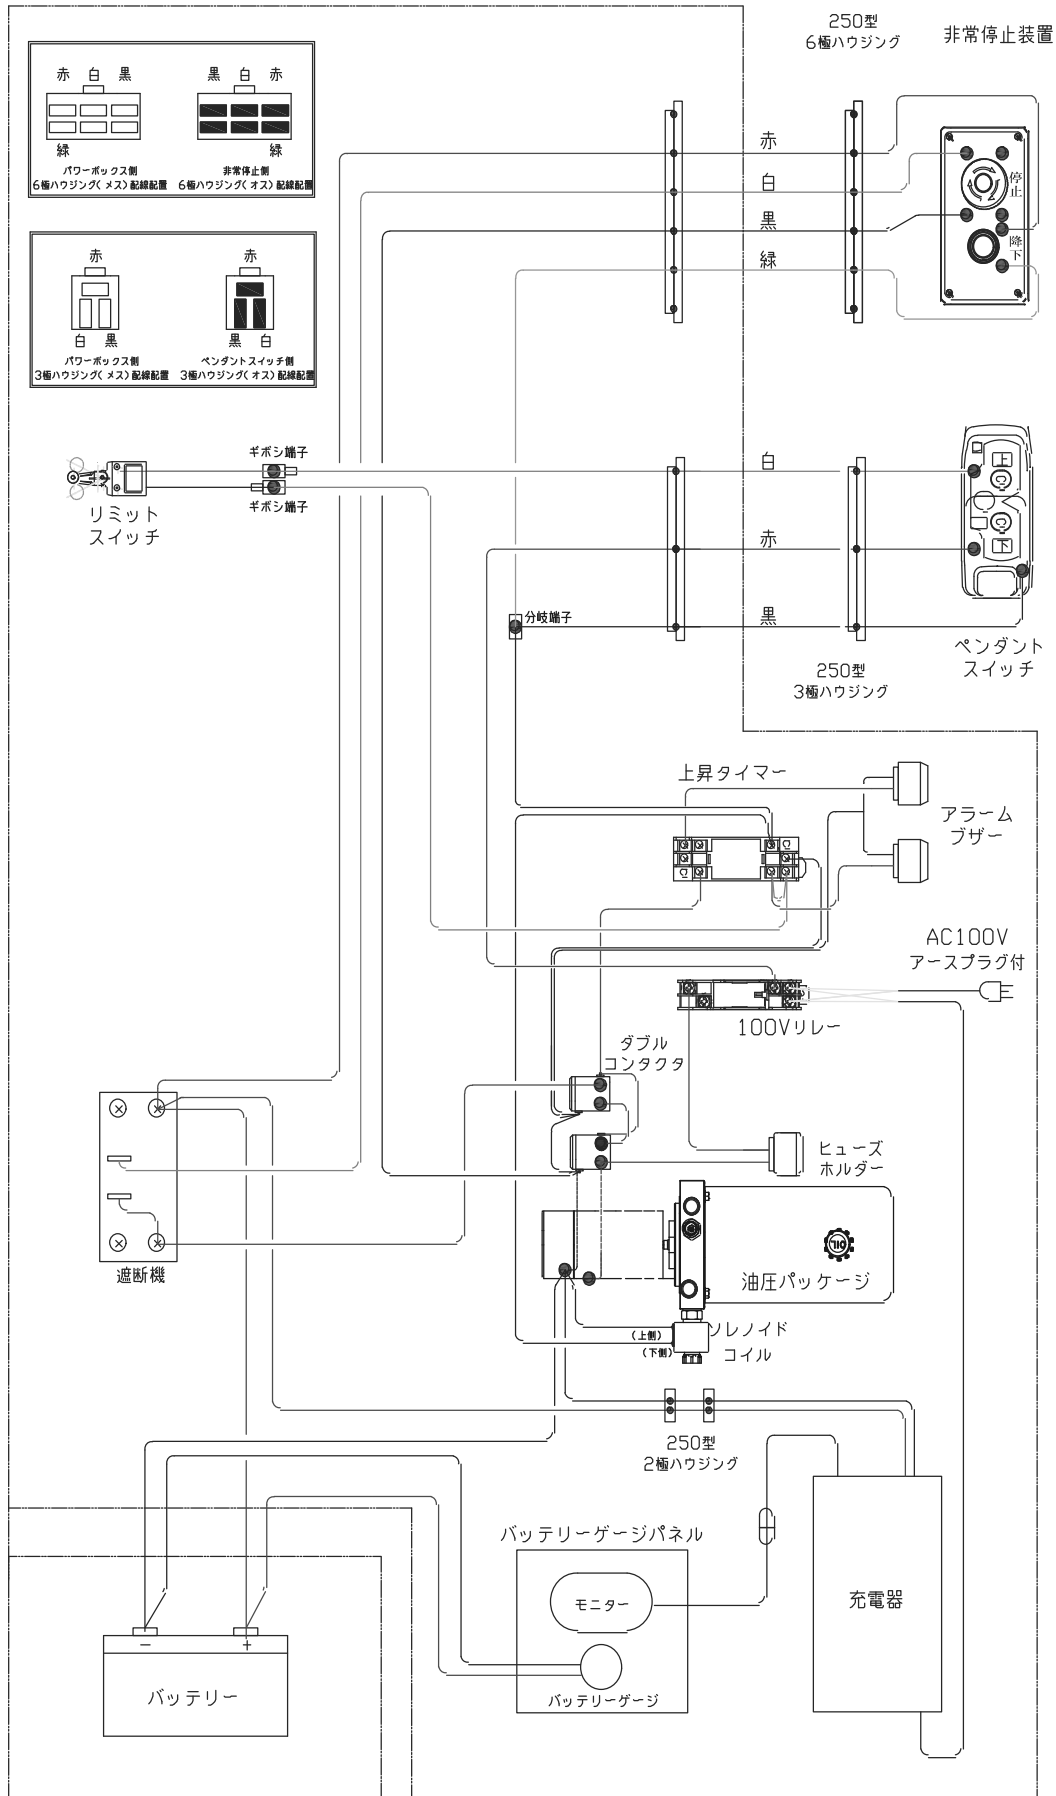 250型
6極ハウジング
非常停止装置
赤 白 黒
緑
パワーボックス側
6極ハウジング(メス)配線配置
黒 白 赤
緑
非常停止側
6極ハウジング(オス)配線配置
赤
白
黒
緑
停止
降下
赤
白 黒
パワーボックス側
3極ハウジング(メス)配線配置
赤
黒 白
ペンダントスイッチ側
3極ハウジング(オス)配線配置
ギボシ端子
ギボシ端子
リミット
スイッチ
白
赤
黒
上
下
分岐端子
ペンダント
スイッチ
250型
3極ハウジング
上昇タイマー
アラーム
ブザー
AC100V
アースプラグ付
100Vリレー
ダブル
コンタクタ
ヒューズ
ホルダー
遮断機
OIL
油圧パッケージ
(上側)
(下側)
ソレノイド
コイル
250型
2極ハウジング
バッテリーゲージパネル
モニター
バッテリーゲージ
充電器
− +
バッテリー